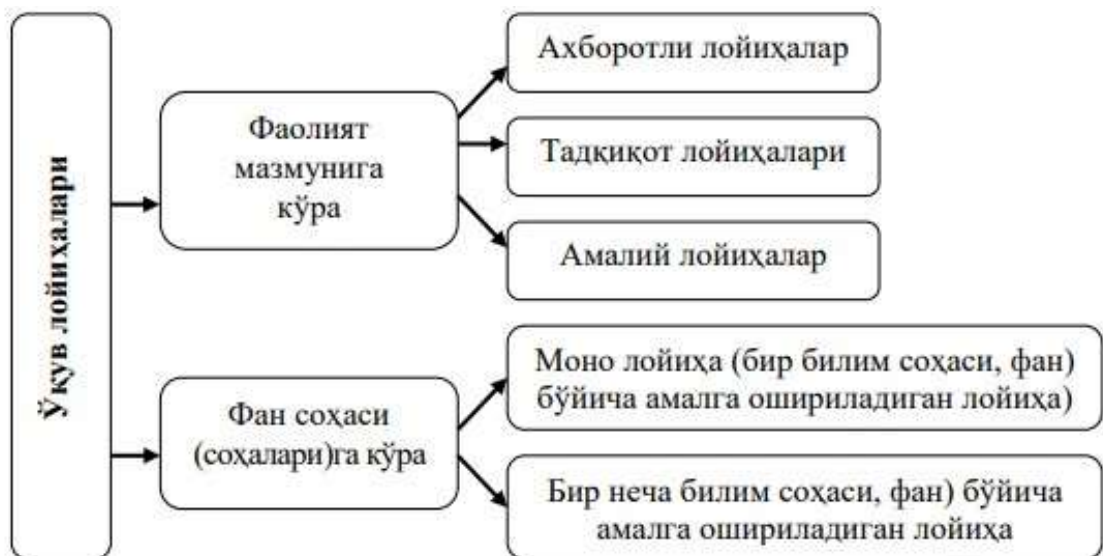 Ўқув лойиҳалари
Фаолият
мазмунига
кўра
Ахборотли лойиҳалар
Тадқиқот лойиҳалари
Амалий лойиҳалар
Фан соҳаси
(соҳалари)га кўра
Моно лойиҳа (бир билим соҳаси, фан)
бўйича амалга ошириладиган лойиҳа)
Бир неча билим соҳаси, фан) бўйича
амалга ошириладиган лойиҳа